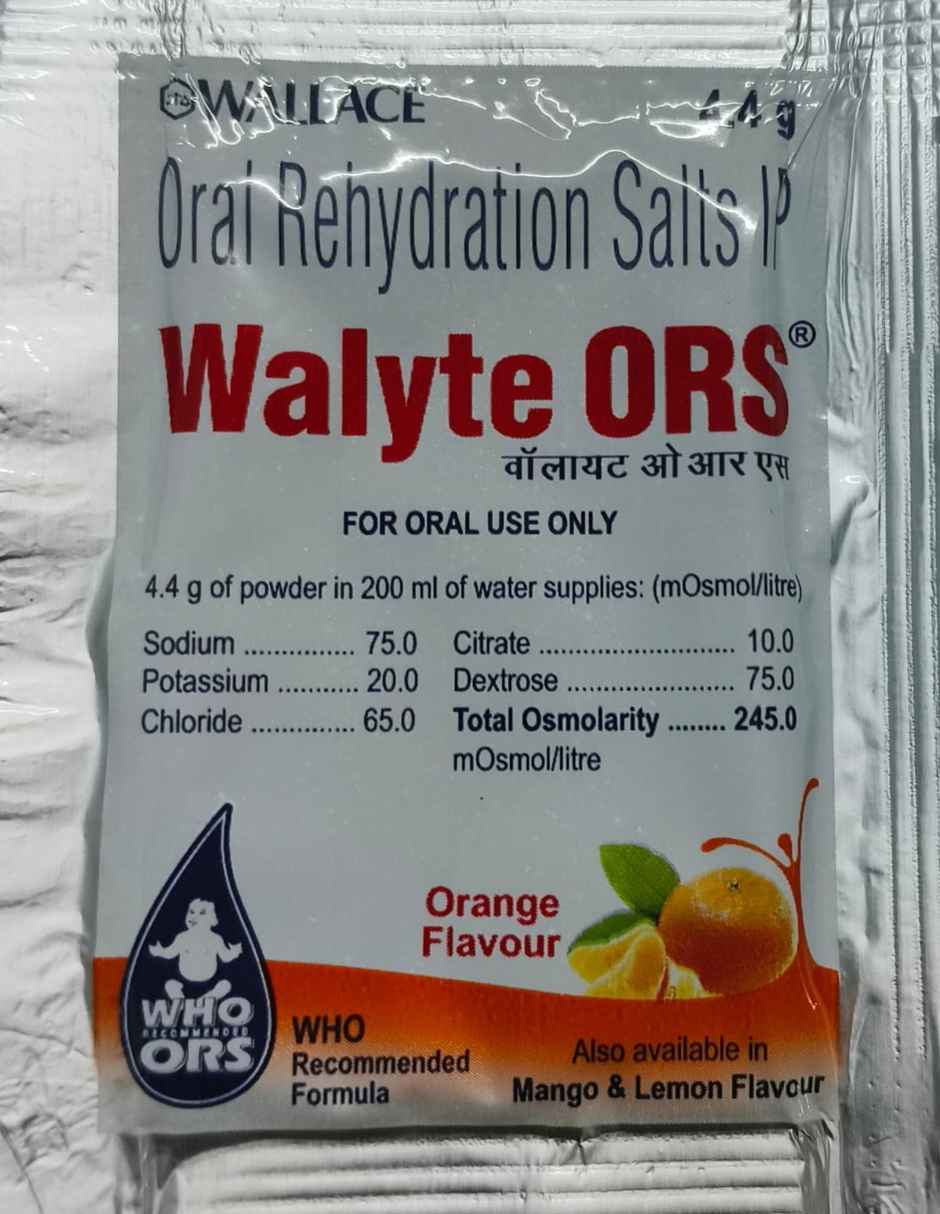 WALLACE 4.4 g
Oral Rehydration Salts IP
Walyte ORS®
वॉलायट ओ आर एस
FOR ORAL USE ONLY
4.4 g of powder in 200 ml of water supplies: (mOsmol/litre)
Sodium ............... 75.0 Citrate ........................... 10.0
Potassium ........... 20.0 Dextrose ....................... 75.0
Chloride .............. 65.0 Total Osmolarity ........ 245.0
mOsmol/litre
Orange
Flavour
WHO
RECOMMENDED
ORS
WHO
Recommended
Formula
Also available in
Mango & Lemon Flavour